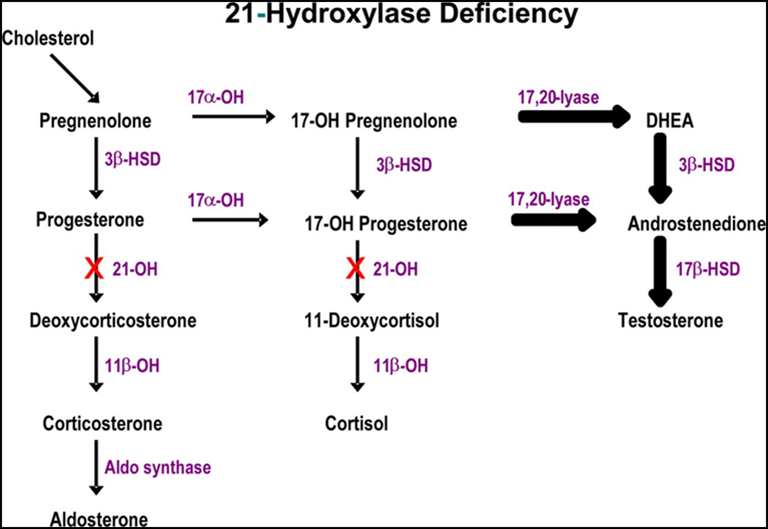 21-Hydroxylase Deficiency
Cholesterol
17α-OH
17,20-lyase
Pregnenolone
17-OH Pregnenolone
DHEA
3β-HSD
3β-HSD
3β-HSD
17α-OH
17,20-lyase
Progesterone
17-OH Progesterone
Androstenedione
X 21-OH
X 21-OH
17β-HSD
Deoxycorticosterone
11-Deoxycortisol
Testosterone
11β-OH
11β-OH
Corticosterone
Cortisol
Aldo synthase
Aldosterone